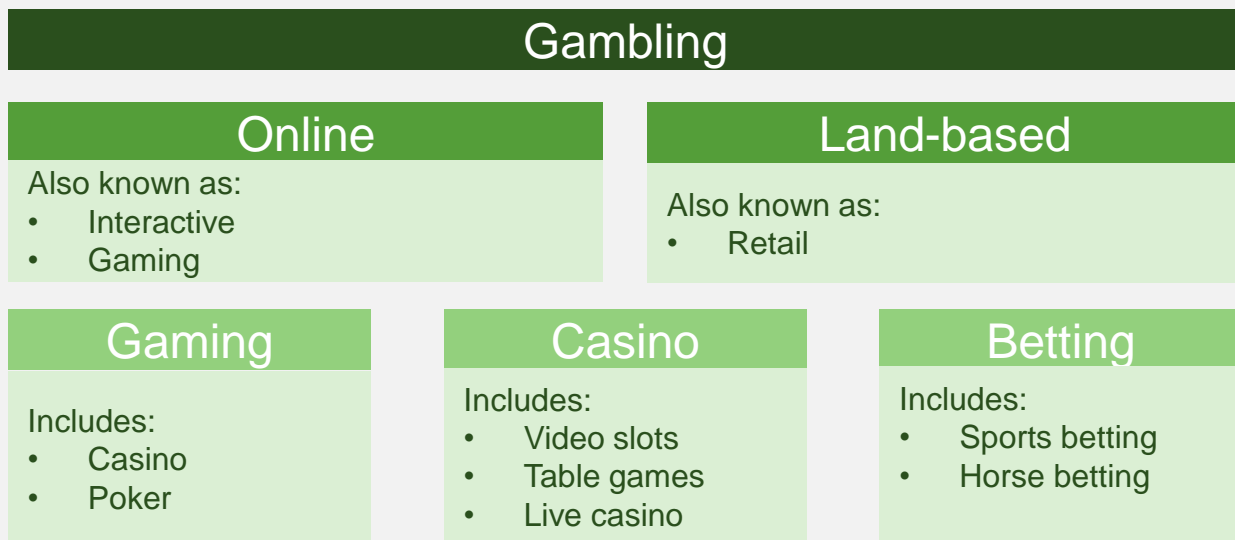 Gambling
Online
Also known as:
• Interactive
• Gaming
Land-based
Also known as:
• Retail
Gaming
Includes:
• Casino
• Poker
Casino
Includes:
• Video slots
• Table games
• Live casino
Betting
Includes:
• Sports betting
• Horse betting